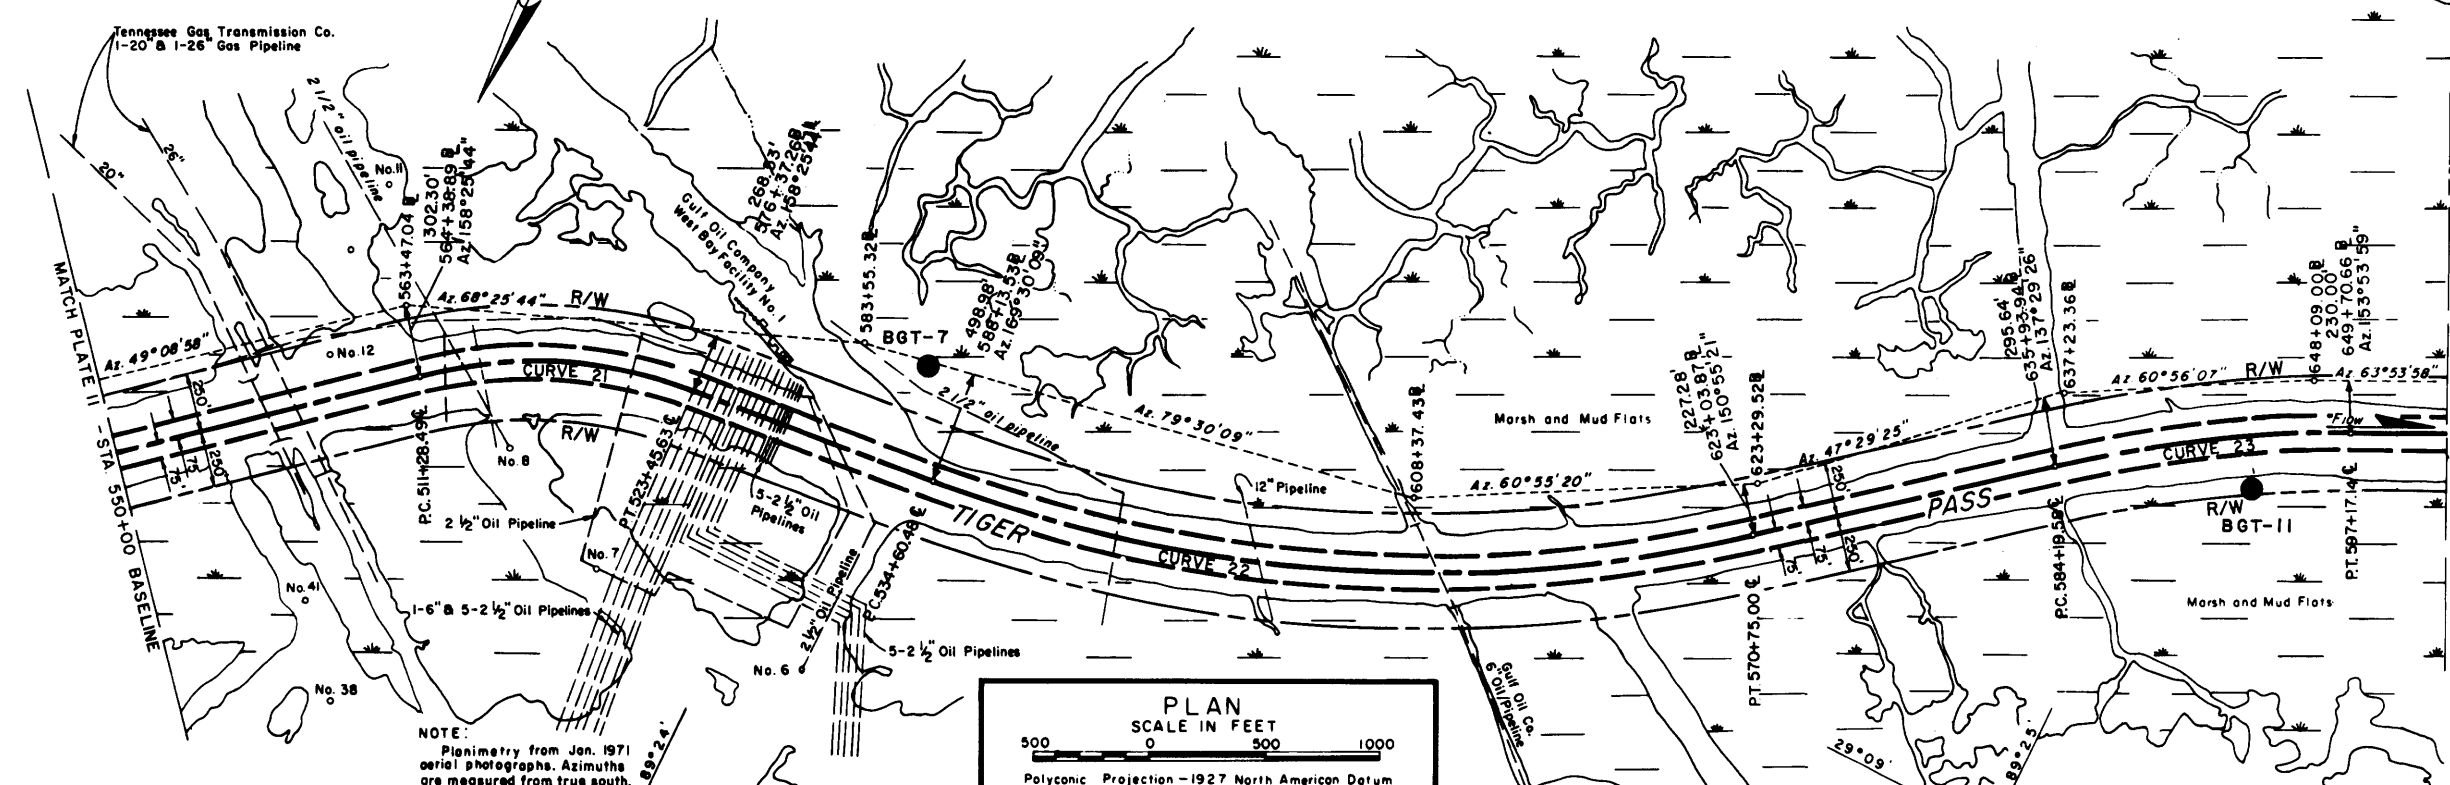 Tennessee Gas Transmission Co.
1-20" & 1-26" Gas Pipeline
20"
26"
2 1/2" oil pipeline
No. 11
MATCH PLATE 11 - STA. 550+00 BASELINE
Az. 49°08'58"
No. 12
563+47.04 B
302.30'
564+38.89 B
Az. 158°25'44"
Az. 68°25'44"
R/W
Gulf Oil Company
West Bay Facility No. 1
268.53'
576+37.26 B
Az. 158°25'44"
583+55.32 B
BGT-7
498.98'
588+13.53 B
Az. 169°30'09"
2 1/2" oil pipeline
Az. 79°30'09"
608+37.43 B
Az. 60°55'20"
Marsh and Mud Flats
227.28'
623+03.87 B
Az. 150°55'21"
623+29.52 B
Az. 47°29'25"
295.64'
635+93.94 B
Az. 137°29'26"
637+23.36 B
Az. 60°56'07"
R/W
648+09.00 B
230.00'
649+70.66 B
Az. 153°53'59"
Az. 63°53'58"
Flow
CURVE 21
CURVE 22
CURVE 23
TIGER
PASS
250'
75'
75'
250'
250'
75'
75'
250'
P.C. 511+28.49 ℄
No. 8
R/W
P.T. 523+45.63 ℄
2 1/2" Oil Pipeline
5-2 1/2" Oil
Pipelines
No. 7
1-6" & 5-2 1/2" Oil Pipelines
No. 41
No. 38
No. 6
2 1/2" Oil Pipeline
P.C. 534+60.48 ℄
5-2 1/2" Oil Pipelines
12" Pipeline
Gulf Oil Co.
6" Oil Pipeline
P.T. 570+75.00 ℄
P.C. 584+19.59 ℄
R/W
BGT-11
P.T. 597+17.14 ℄
Marsh and Mud Flats
NOTE:
Planimetry from Jan. 1971
aerial photographs. Azimuths
are measured from true south.
89°24'
PLAN
SCALE IN FEET
500 0 500 1000
Polyconic Projection - 1927 North American Datum
29°09'
89°25'